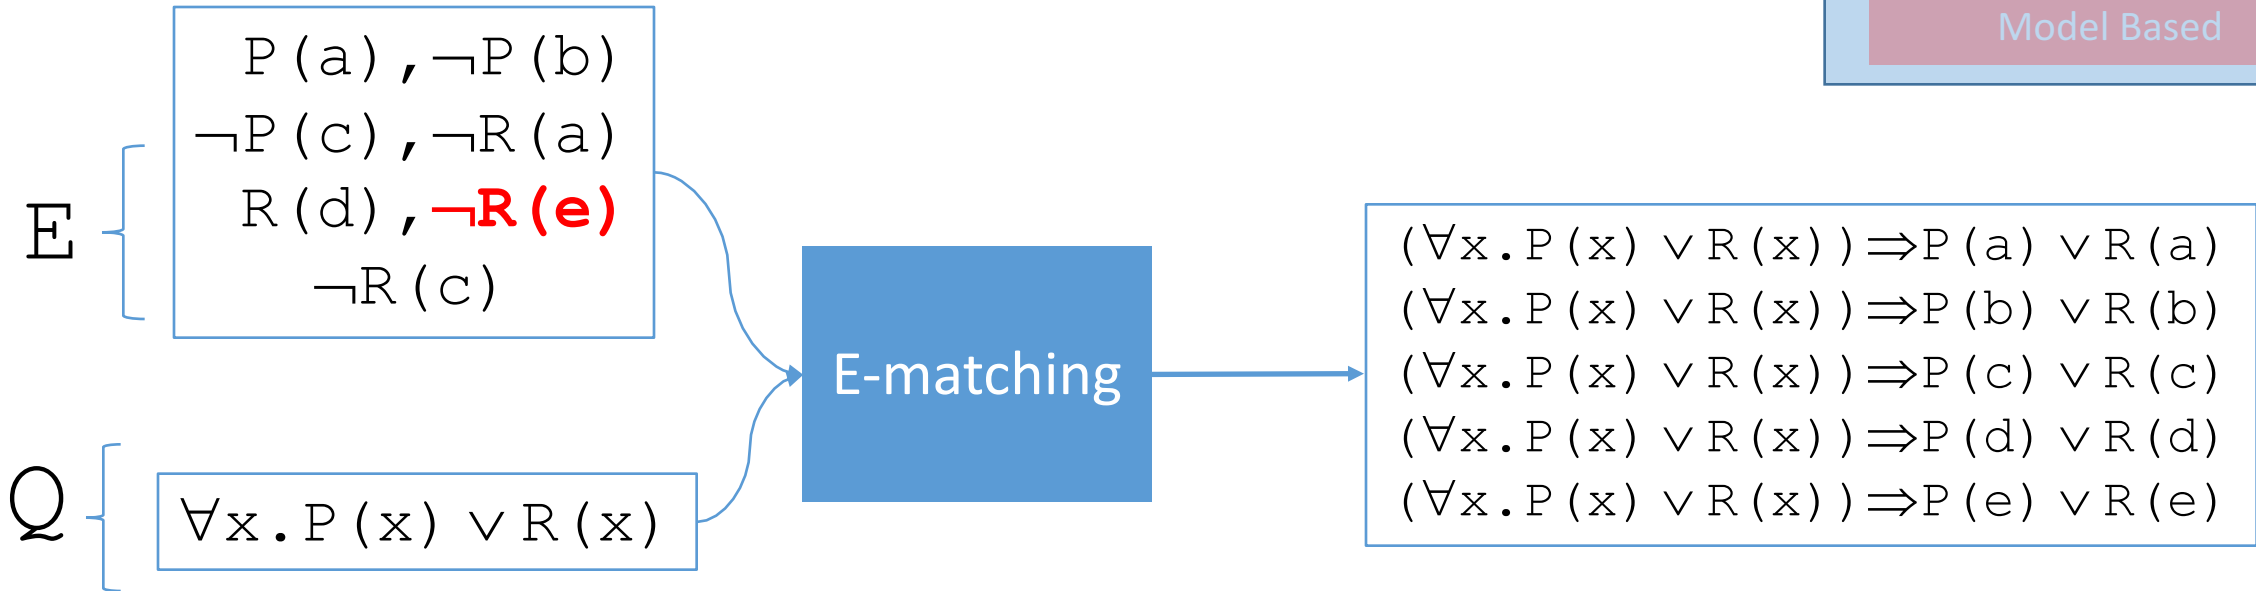 Model Based
P(a),¬P(b)
¬P(c),¬R(a)
R(d),¬R(e)
¬R(c)
E
E-matching
(∀x.P(x) ∨R(x))⇒P(a) ∨R(a)
(∀x.P(x) ∨R(x))⇒P(b) ∨R(b)
(∀x.P(x) ∨R(x))⇒P(c) ∨R(c)
(∀x.P(x) ∨R(x))⇒P(d) ∨R(d)
(∀x.P(x) ∨R(x))⇒P(e) ∨R(e)
Q
∀x.P(x) ∨R(x)